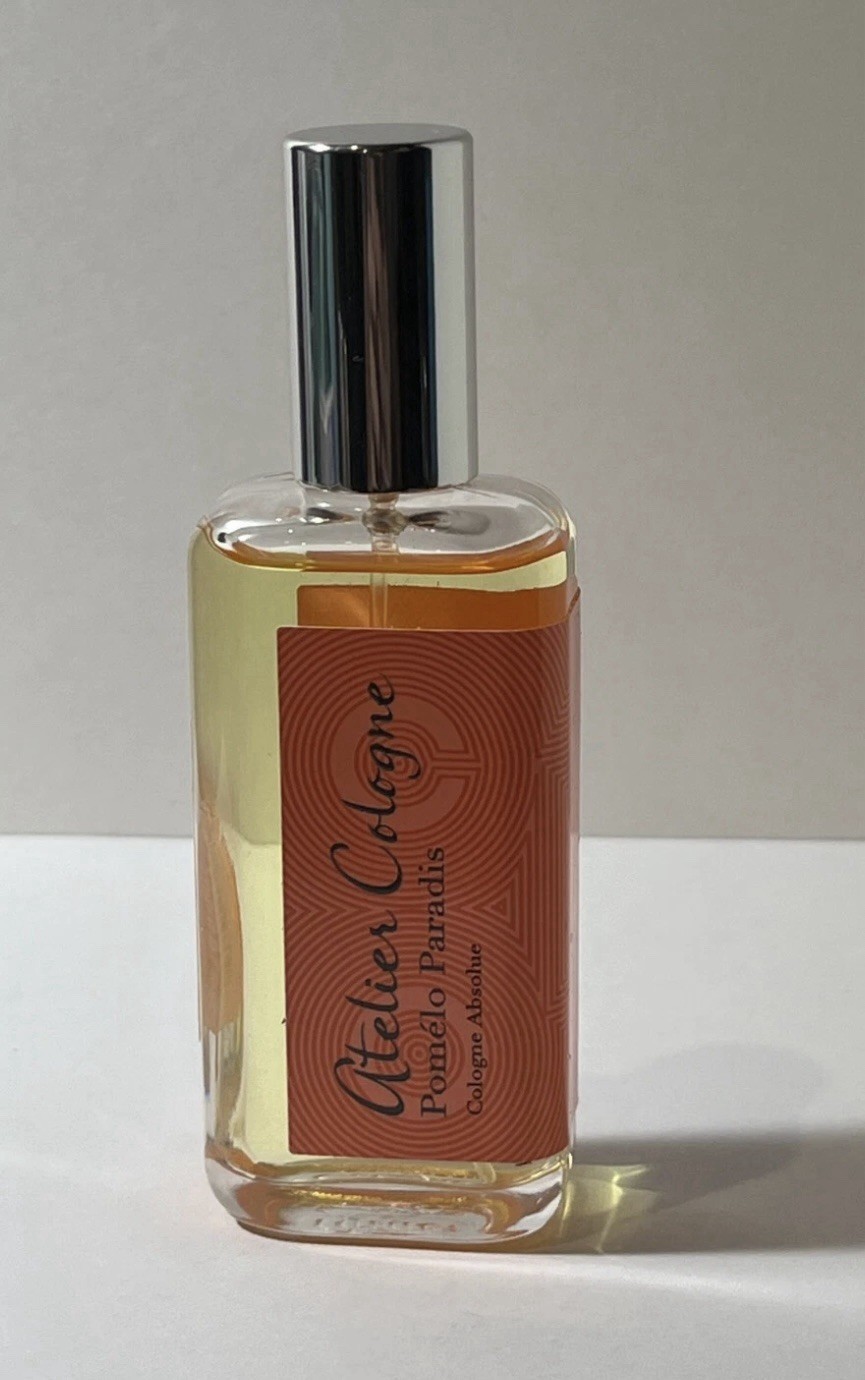 Atelier Cologne
Pomélo Paradis
Cologne Absolue